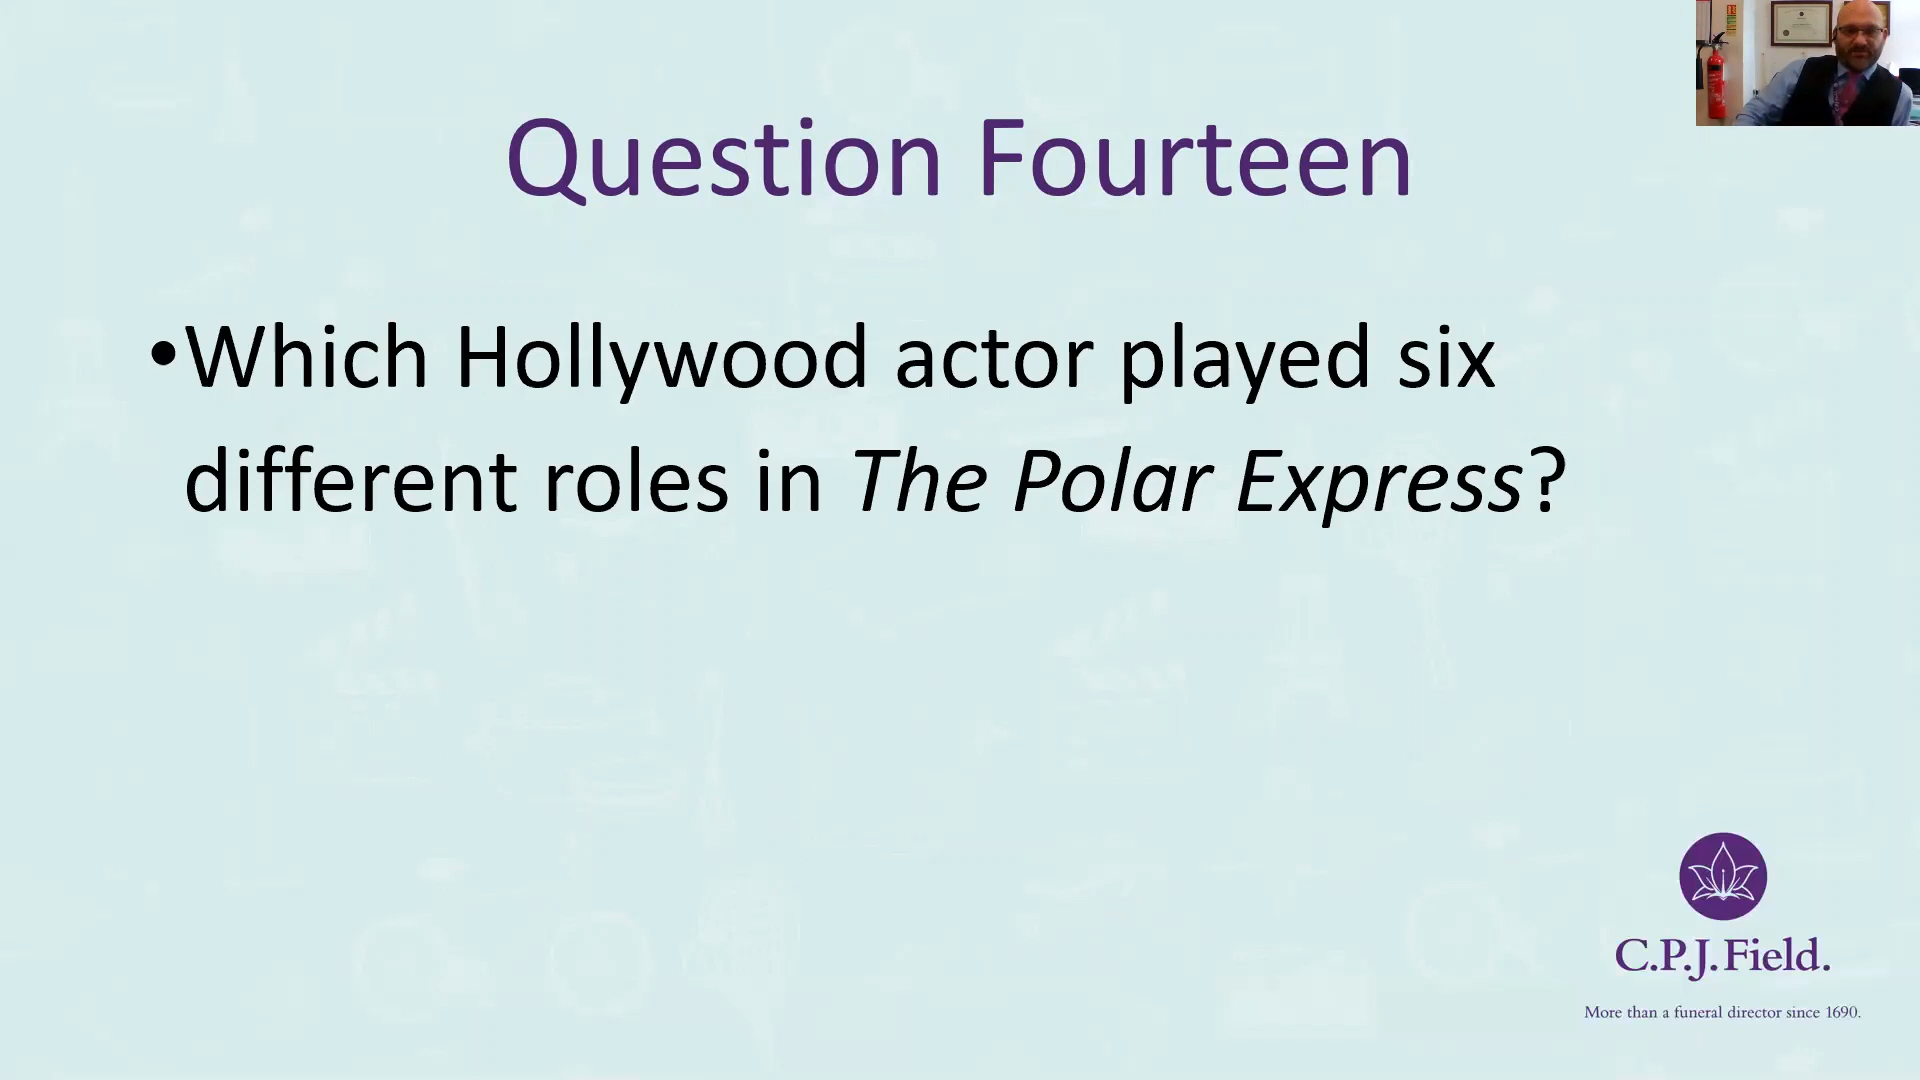 Question Fourteen
•Which Hollywood actor played six
different roles in The Polar Express?
C.P.J. Field.
More than a funeral director since 1690.